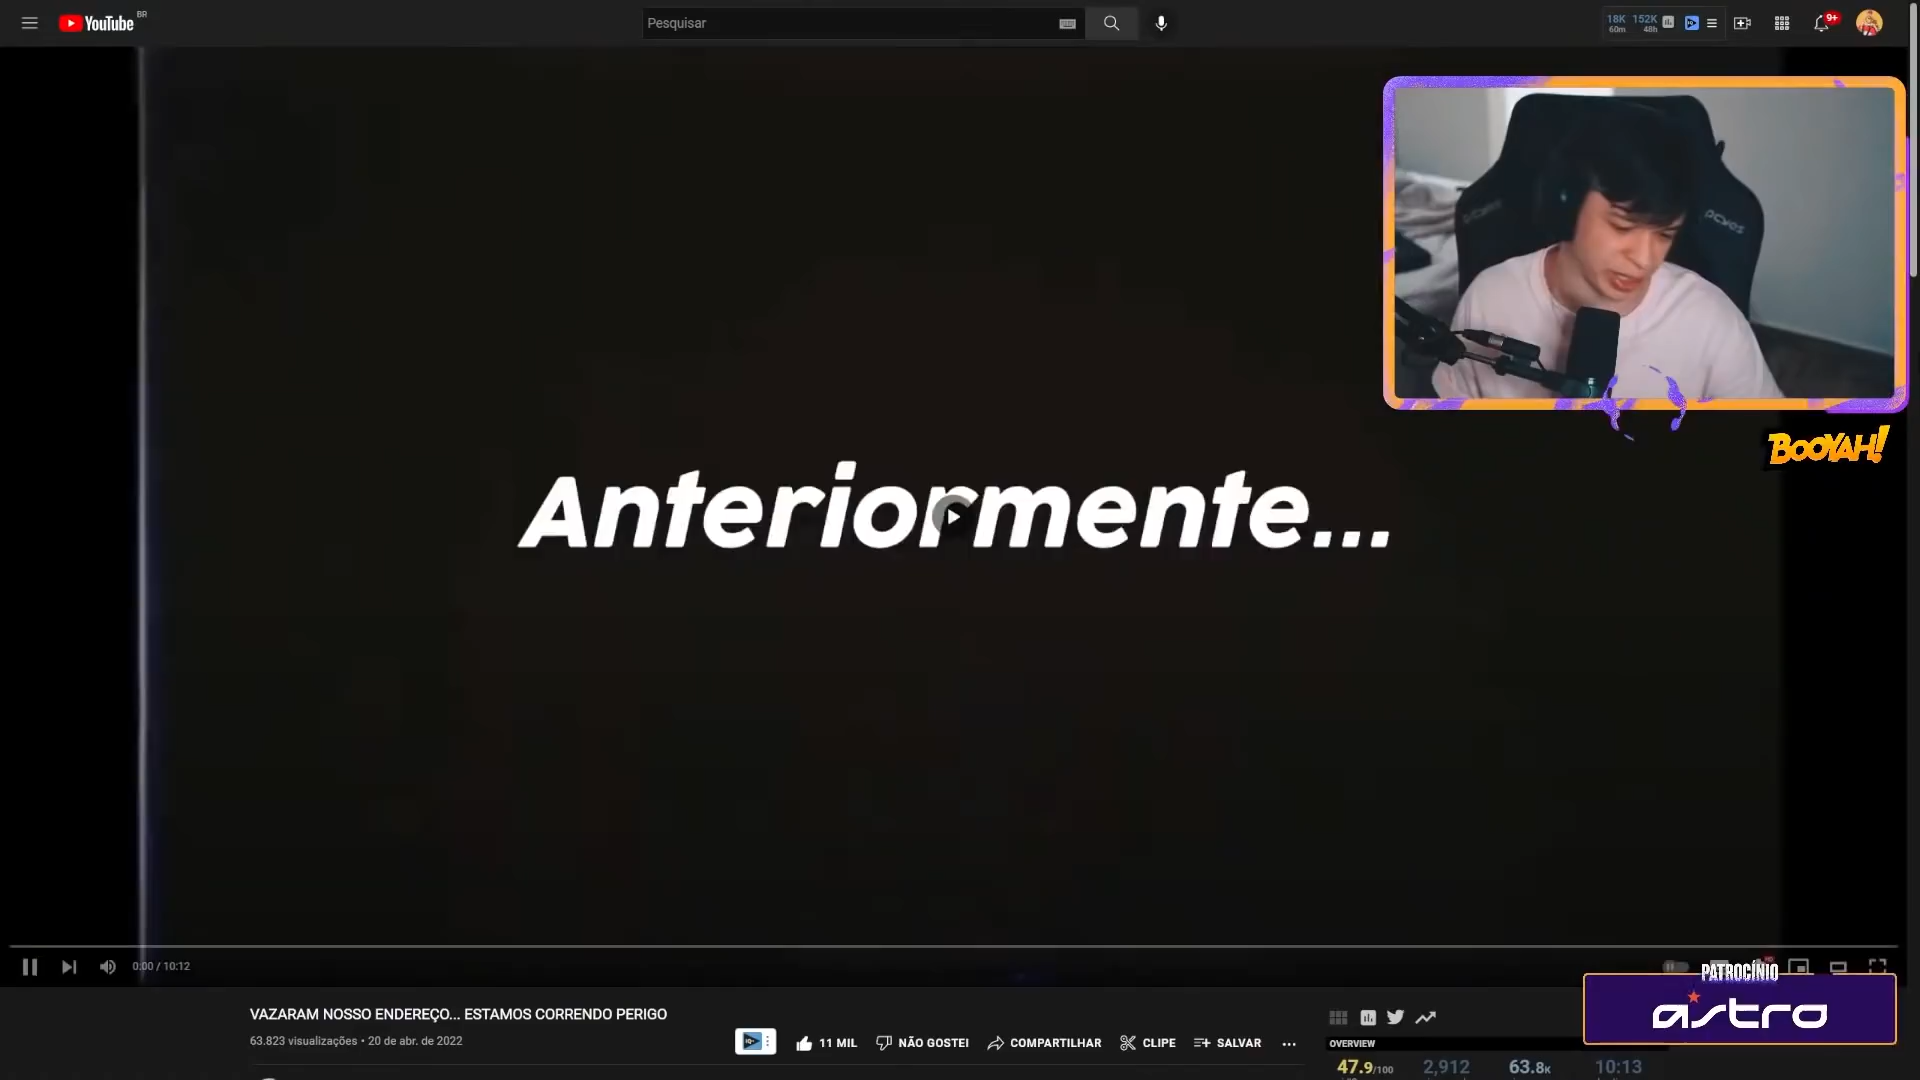 YouTube BR
Pesquisar
18K 152K
60m 48h
9+
pcyes
BOOYAH!
Anteriormente...
0:00 / 10:12
HD
PATROCÍNIO
astro
VAZARAM NOSSO ENDEREÇO... ESTAMOS CORRENDO PERIGO
63.823 visualizações • 20 de abr. de 2022
11 MIL NÃO GOSTEI COMPARTILHAR CLIPE SALVAR ...
OVERVIEW
47.9/100 2,912 63.8K 10:13